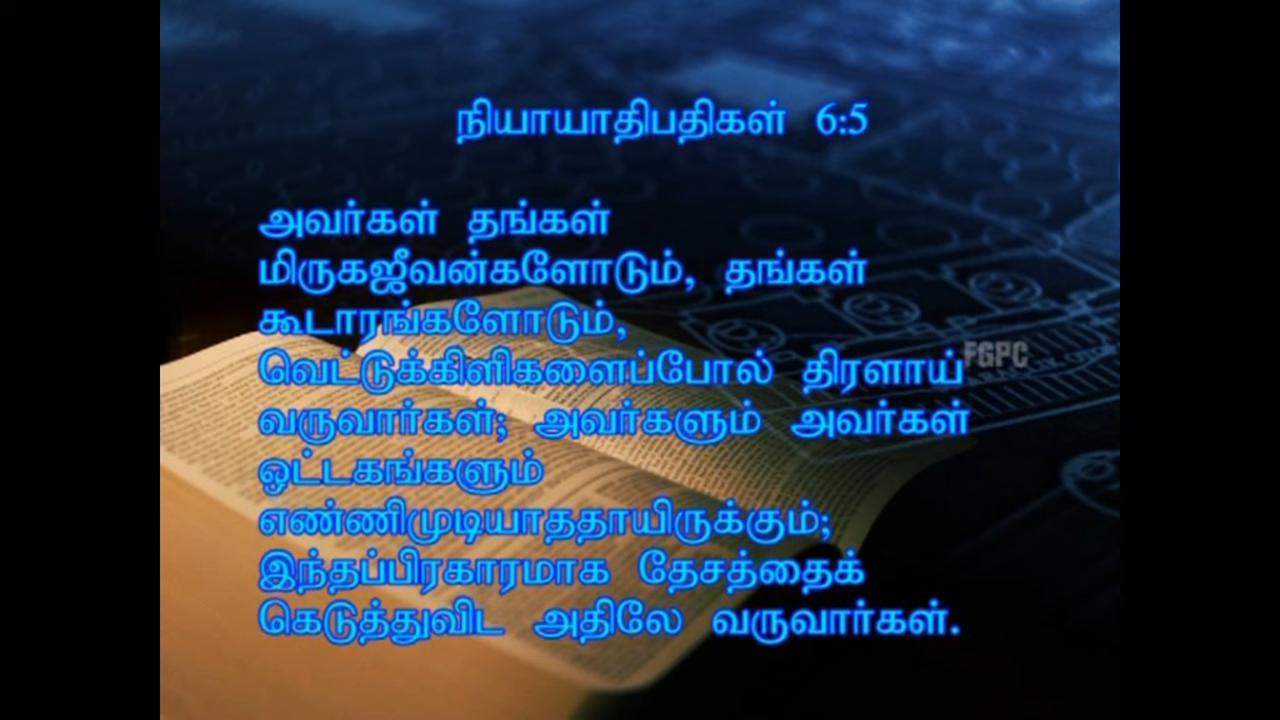 நியாயாதிபதிகள் 6:5
அவர்கள் தங்கள்
மிருகஜீவன்களோடும், தங்கள்
கூடாரங்களோடும்,
வெட்டுக்கிளிகளைப்போல் திரளாய்
வருவார்கள்; அவர்களும் அவர்கள்
ஒட்டகங்களும்
எண்ணிமுடியாததாயிருக்கும்;
இந்தப்பிரகாரமாக தேசத்தைக்
கெடுத்துவிட அதிலே வருவார்கள்.
FGPC